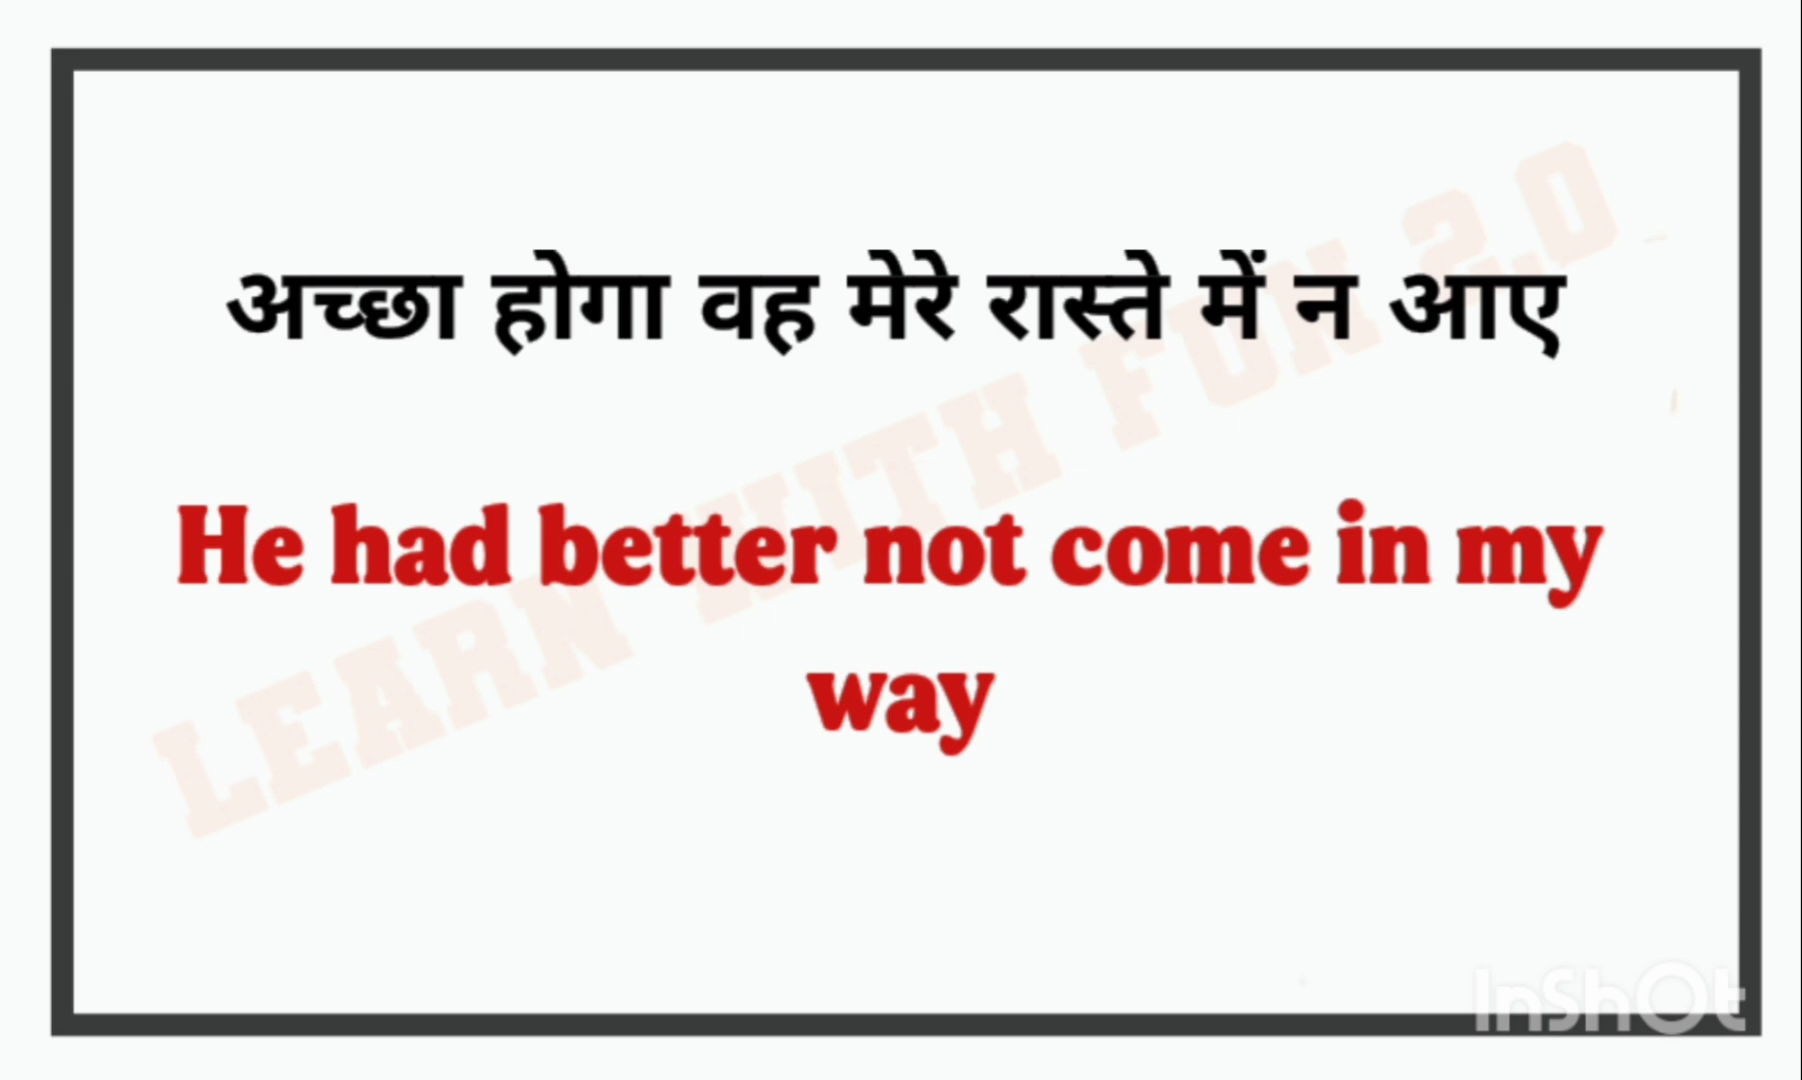 अच्छा होगा वह मेरे रास्ते में न आए
He had better not come in my
way
LEARN WITH FUN 2.0
InShOt